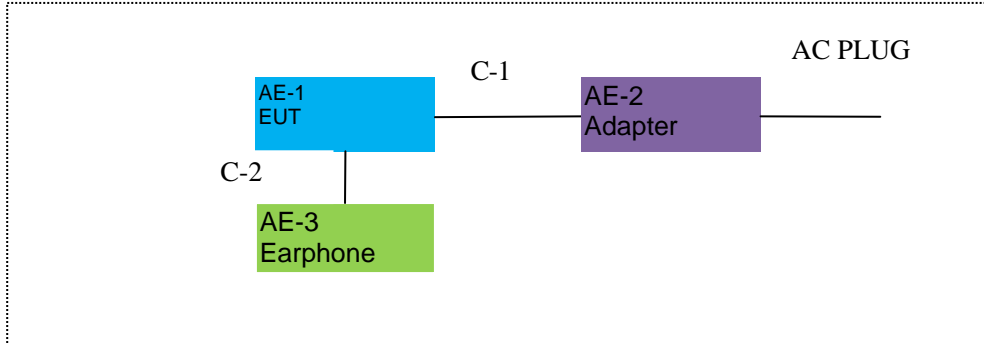 AC PLUG
C-1
AE-1
EUT
AE-2
Adapter
C-2
AE-3
Earphone